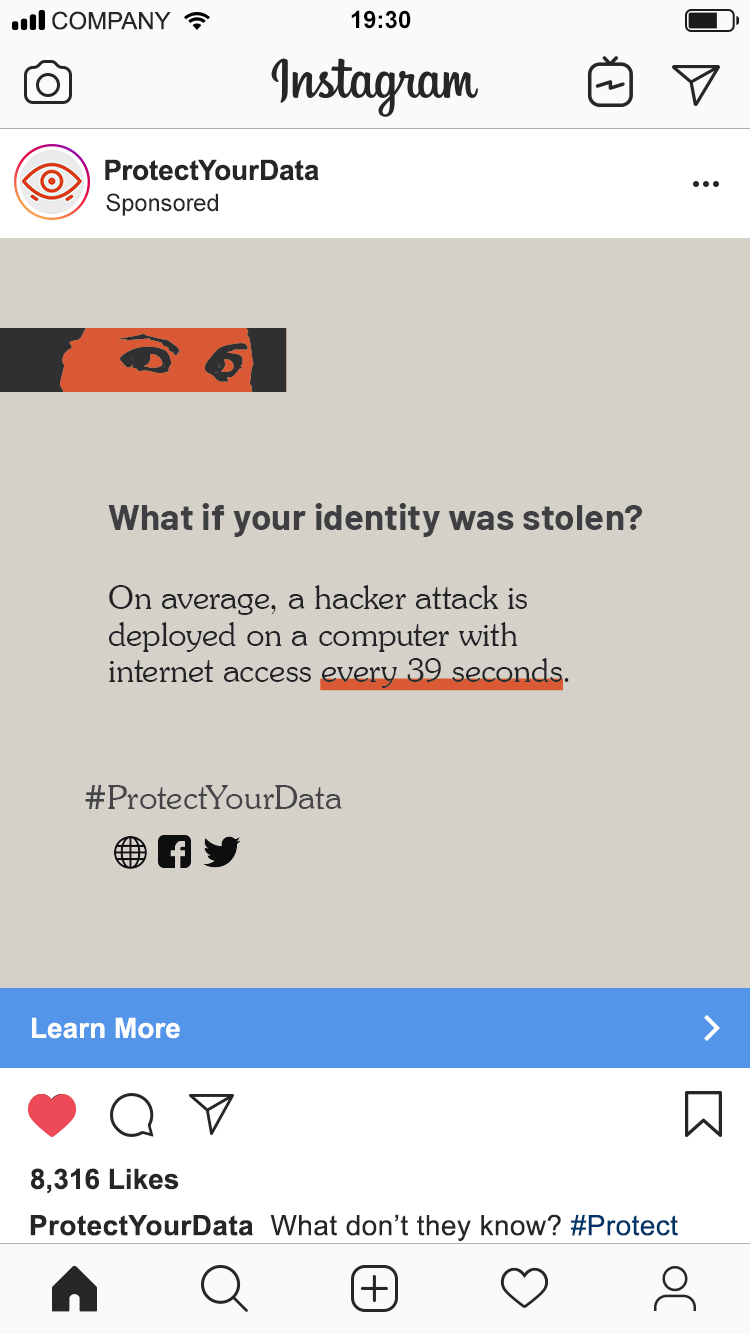 COMPANY 19:30
Instagram
ProtectYourData
Sponsored
What if your identity was stolen?
On average, a hacker attack is
deployed on a computer with
internet access every 39 seconds.
#ProtectYourData
Learn More
8,316 Likes
ProtectYourData What don’t they know? #Protect